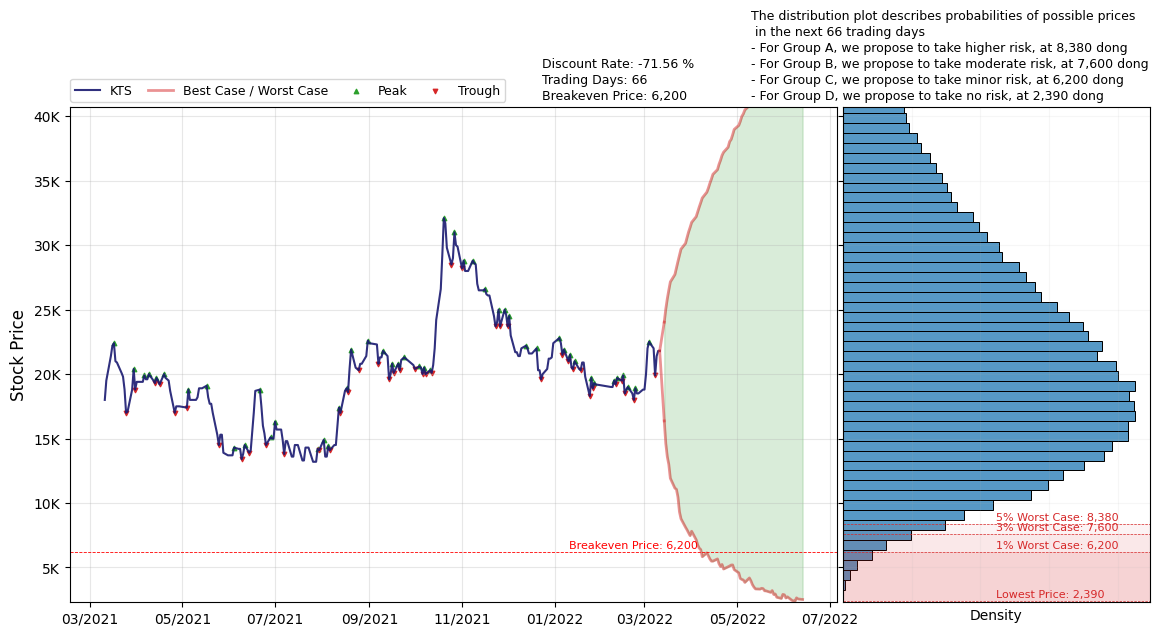 The distribution plot describes probabilities of possible prices
in the next 66 trading days
- For Group A, we propose to take higher risk, at 8,380 dong
- For Group B, we propose to take moderate risk, at 7,600 dong
- For Group C, we propose to take minor risk, at 6,200 dong
- For Group D, we propose to take no risk, at 2,390 dong
Discount Rate: -71.56 %
Trading Days: 66
Breakeven Price: 6,200
KTS Best Case / Worst Case Peak Trough
Stock Price
40K
35K
30K
25K
20K
15K
10K
5K
Breakeven Price: 6,200
5% Worst Case: 8,380
3% Worst Case: 7,600
1% Worst Case: 6,200
Lowest Price: 2,390
03/2021 05/2021 07/2021 09/2021 11/2021 01/2022 03/2022 05/2022 07/2022
Density